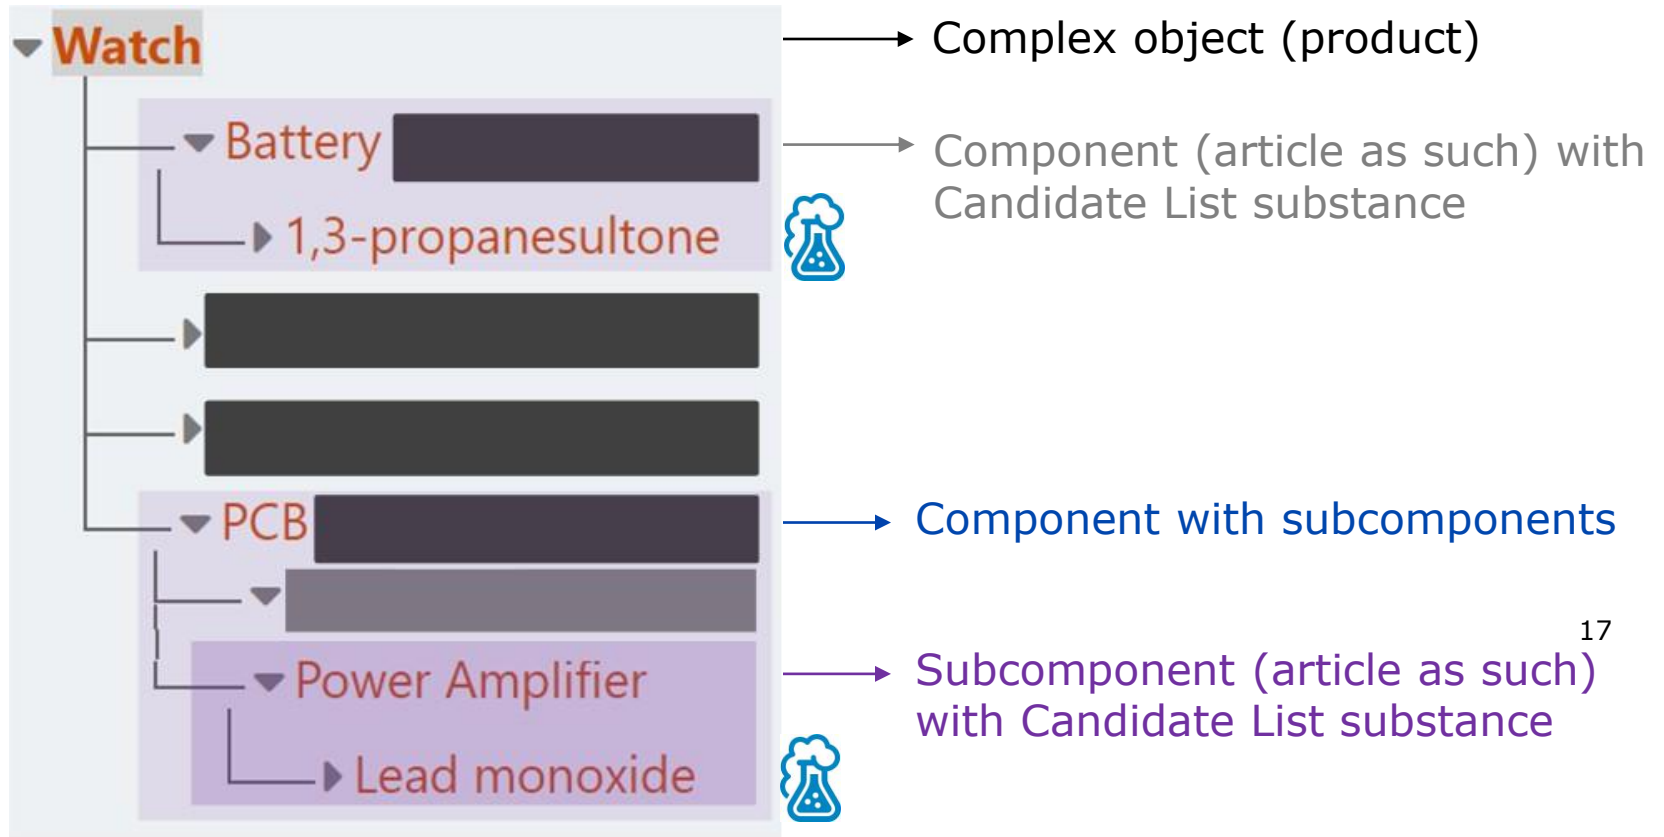 Watch
Complex object (product)
Battery
Component (article as such) with
Candidate List substance
1,3-propanesultone
PCB
Component with subcomponents
17
Power Amplifier
Subcomponent (article as such)
with Candidate List substance
Lead monoxide